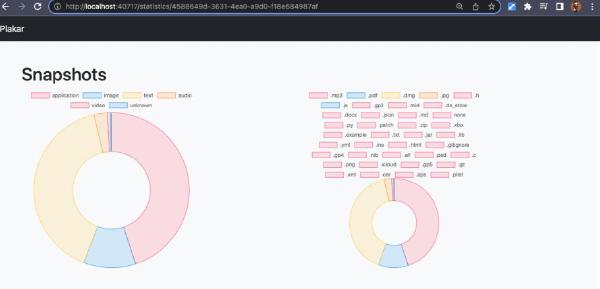 http://localhost:40717/statistics/4588649d-3631-4ea0-a9d0-f18e684987af
Plakar
Snapshots
application image text audio
video unknown
.mp3 .pdf .dmg .jpg .h
.js .gp3 .mid .ds_store
.docx .json .md none
.py .patch .zip .xlsx
.example .txt .jar .lib
.yml .ino .html .gitignore
.gp4 .nib .elf .psd .c
.png .icloud .gp5 .gz
.xml .car .eps .plist